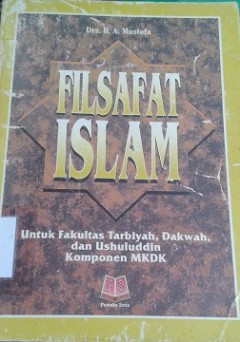 Drs. H. A. Mustofa
FILSAFAT
ISLAM
Untuk Fakultas Tarbiyah, Dakwah,
dan Ushuluddin
Komponen MKDK
Pustaka Setia